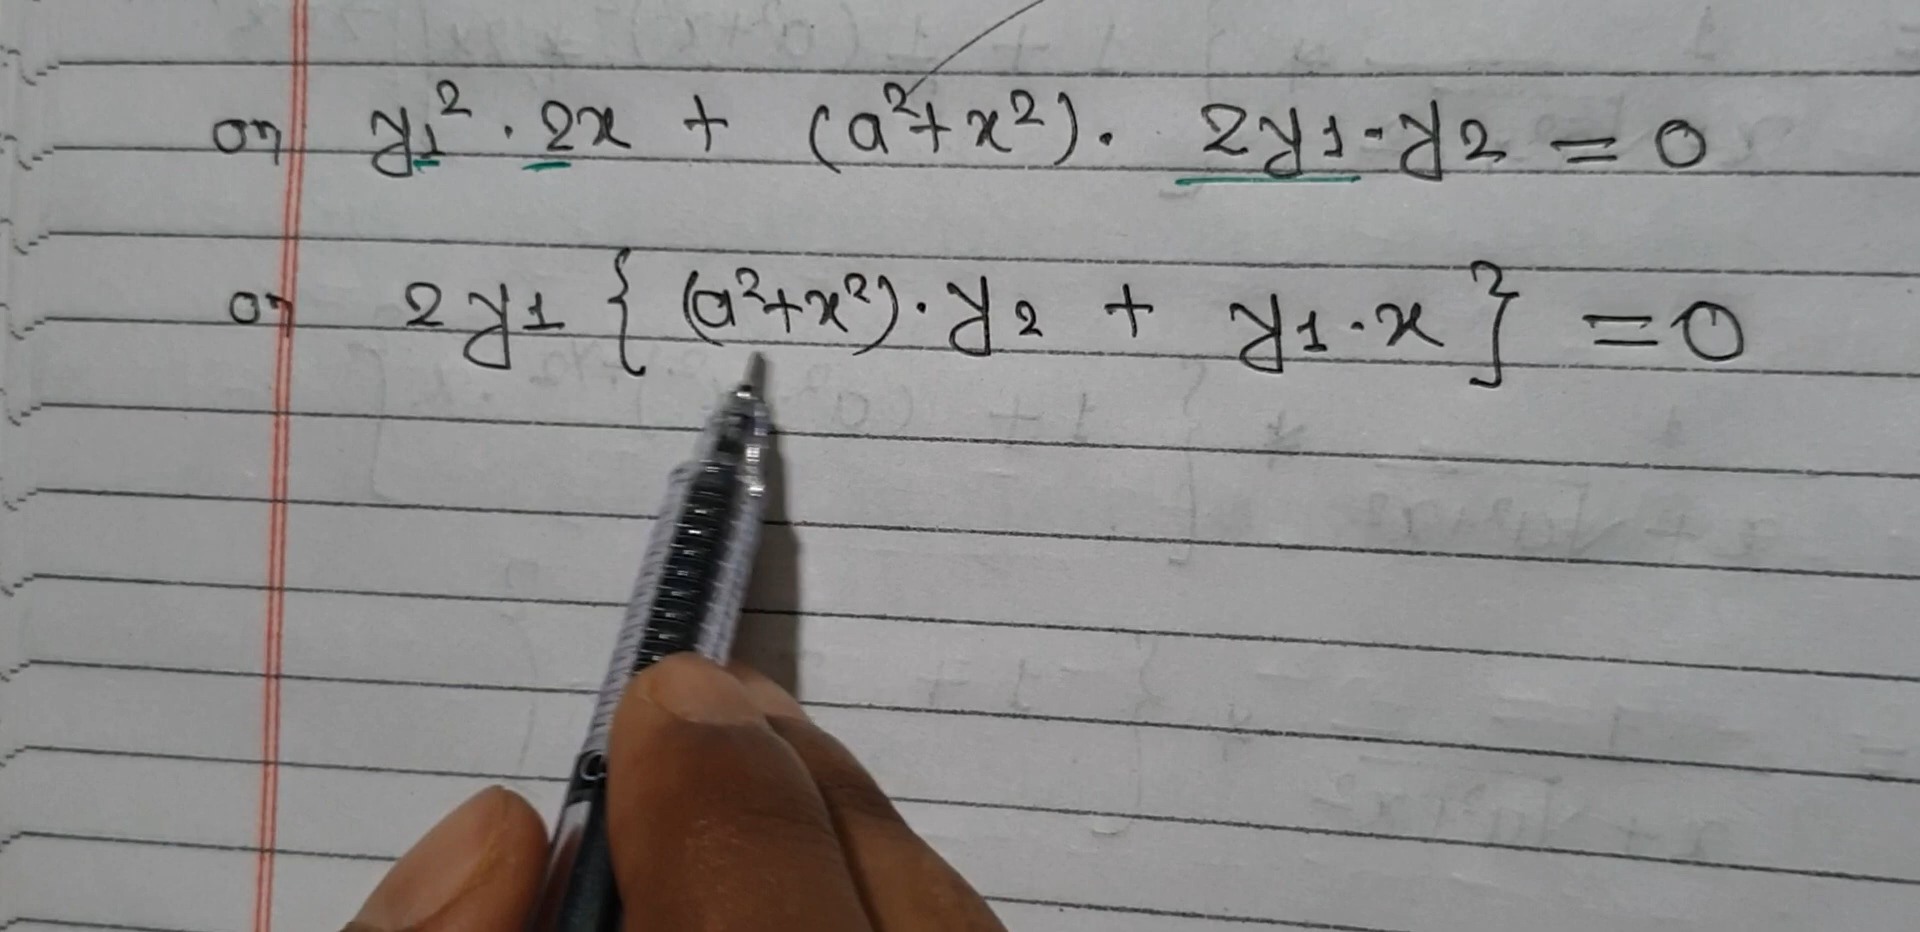 or y₁² · 2x + (a² + x²) · 2y₁ · y₂ = 0
or 2y₁ { (a² + x²) · y₂ + y₁ · x } = 0